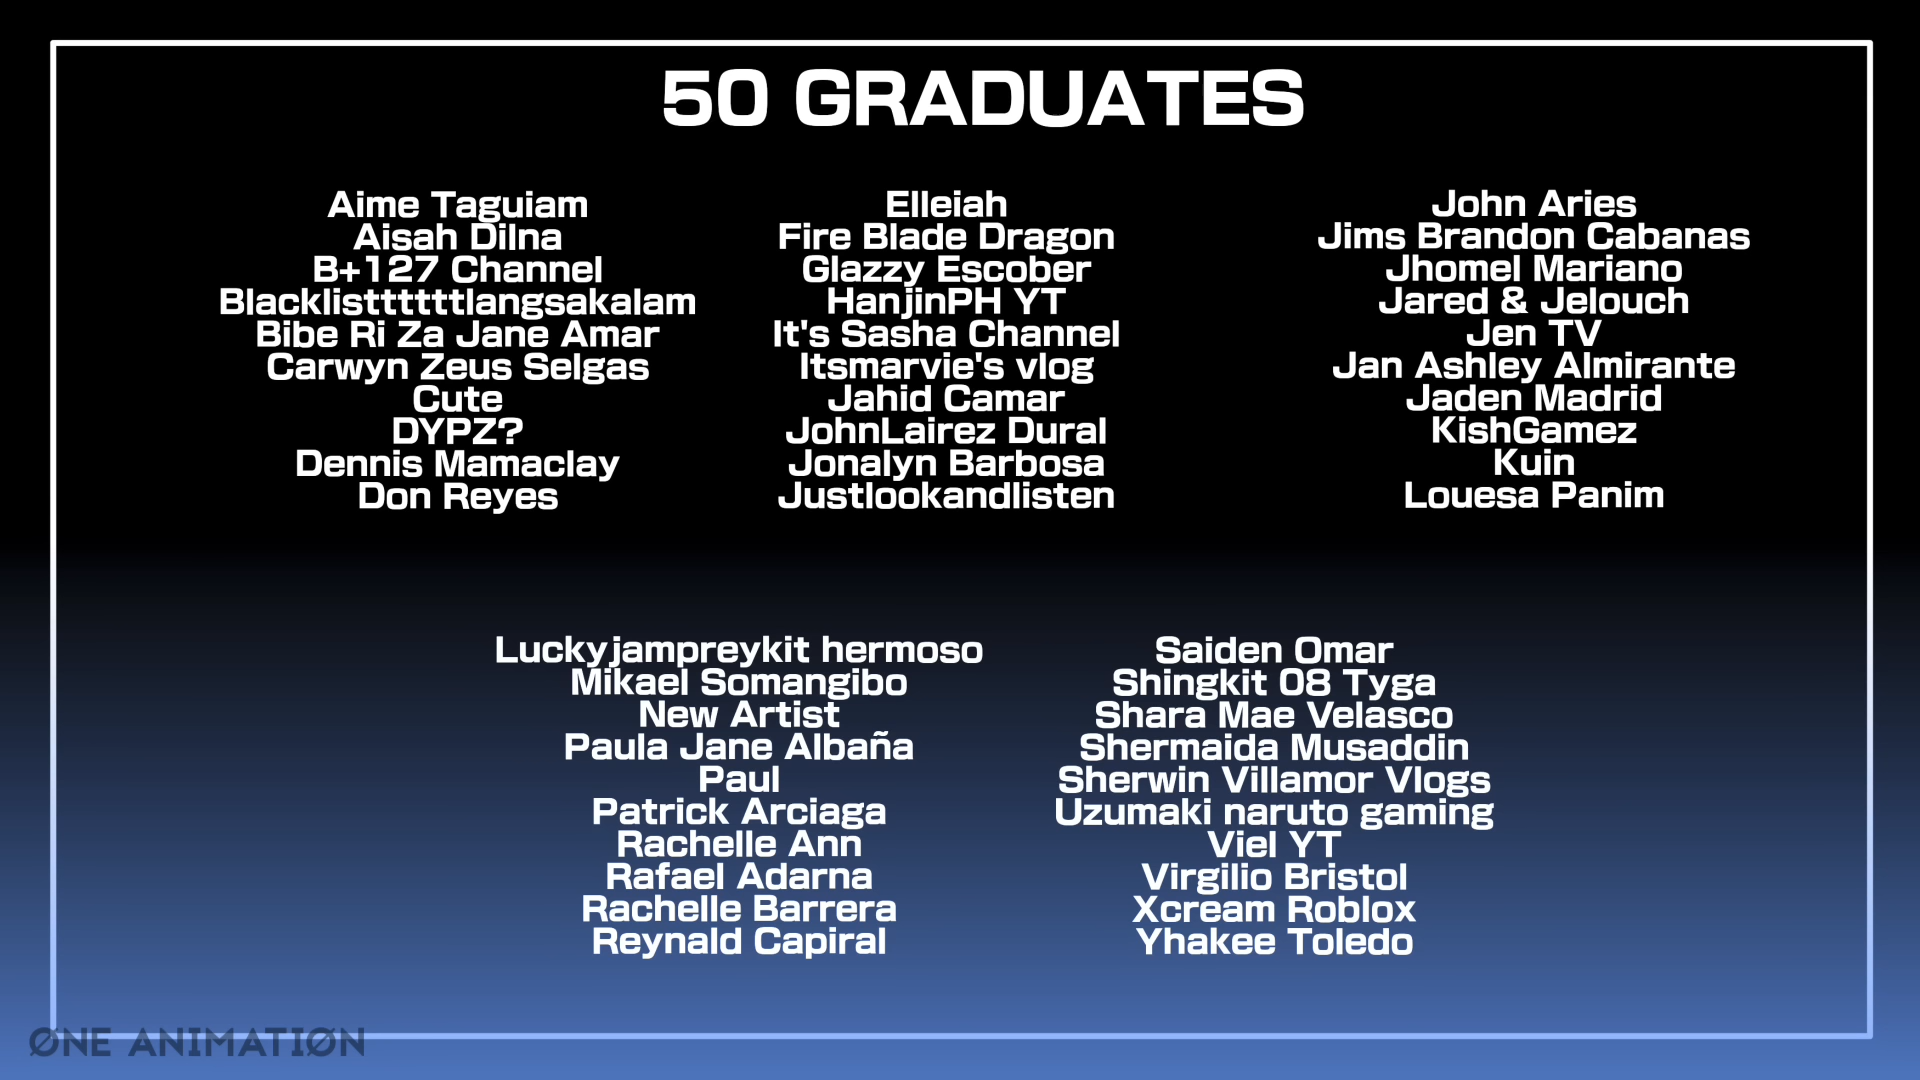 50 GRADUATES
Aime Taguiam
Aisah Dilna
B+127 Channel
Blacklisttttttlangsakalam
Bibe Ri Za Jane Amar
Carwyn Zeus Selgas
Cute
DYPZ?
Dennis Mamaclay
Don Reyes
Elleiah
Fire Blade Dragon
Glazzy Escober
HanjinPH YT
It's Sasha Channel
Itsmarvie's vlog
Jahid Camar
JohnLairez Dural
Jonalyn Barbosa
Justlookandlisten
John Aries
Jims Brandon Cabanas
Jhomel Mariano
Jared & Jelouch
Jen TV
Jan Ashley Almirante
Jaden Madrid
KishGamez
Kuin
Louesa Panim
Luckyjampreykit hermoso
Mikael Somangibo
New Artist
Paula Jane Albaña
Paul
Patrick Arciaga
Rachelle Ann
Rafael Adarna
Rachelle Barrera
Reynald Capiral
Saiden Omar
Shingkit 08 Tyga
Shara Mae Velasco
Shermaida Musaddin
Sherwin Villamor Vlogs
Uzumaki naruto gaming
Viel YT
Virgilio Bristol
Xcream Roblox
Yhakee Toledo
ØNE ANIMATIØN